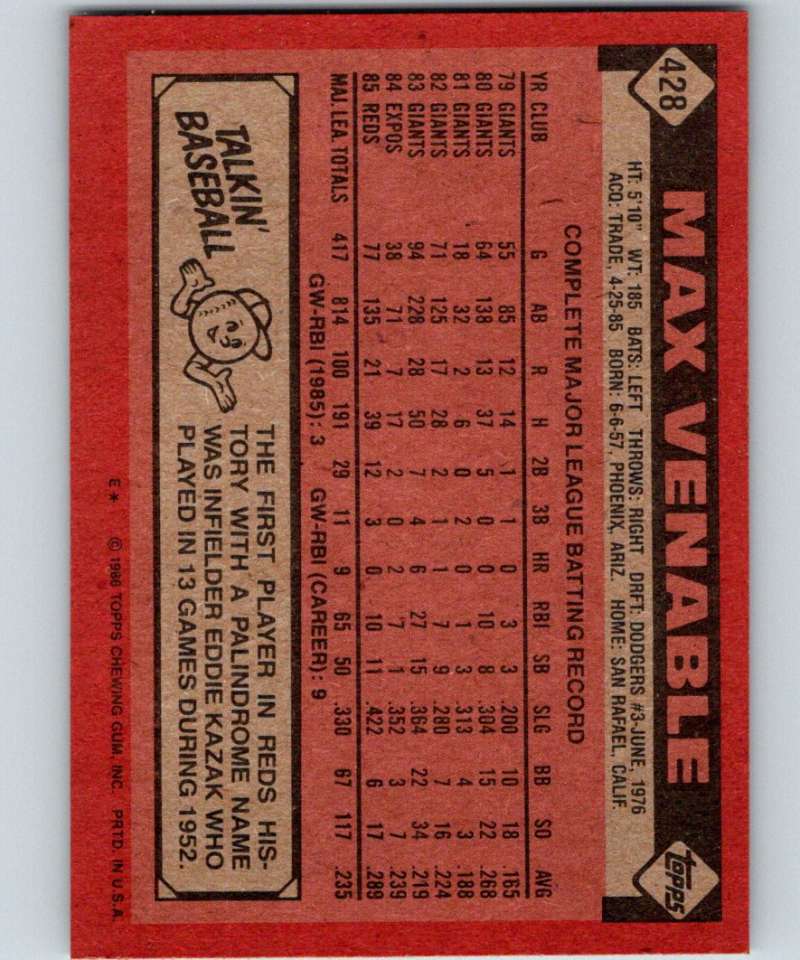 428
MAX VENABLE
topps
HT: 5'10" WT: 185 BATS: LEFT THROWS: RIGHT DRFT: DODGERS #3-JUNE, 1976
ACQ: TRADE, 4-25-85 BORN: 6-6-57, PHOENIX, ARIZ. HOME: SAN RAFAEL, CALIF.
COMPLETE MAJOR LEAGUE BATTING RECORD
YR CLUB G AB R H 2B 3B HR RBI SB SLG BB SO AVG
79 GIANTS 55 85 12 14 1 1 0 3 3 .200 10 18 .165
80 GIANTS 64 138 13 37 5 0 0 10 8 .304 15 22 .268
81 GIANTS 18 32 2 6 0 2 0 1 3 .313 4 3 .188
82 GIANTS 71 125 17 28 2 1 1 7 9 .280 7 16 .224
83 GIANTS 94 228 28 50 7 4 6 27 15 .364 22 34 .219
84 EXPOS 38 71 7 17 2 0 2 7 1 .352 3 7 .239
85 REDS 77 135 21 39 12 3 0 10 11 .422 6 17 .289
MAJ. LEA. TOTALS 417 814 100 191 29 11 9 65 50 .330 67 117 .235
GW-RBI (1985): 3 GW-RBI (CAREER): 9
TALKIN'
BASEBALL
THE FIRST PLAYER IN REDS HIS-
TORY WITH A PALINDROME NAME
WAS INFIELDER EDDIE KAZAK WHO
PLAYED IN 13 GAMES DURING 1952.
E* © 1986 TOPPS CHEWING GUM, INC. PRTD. IN U.S.A.